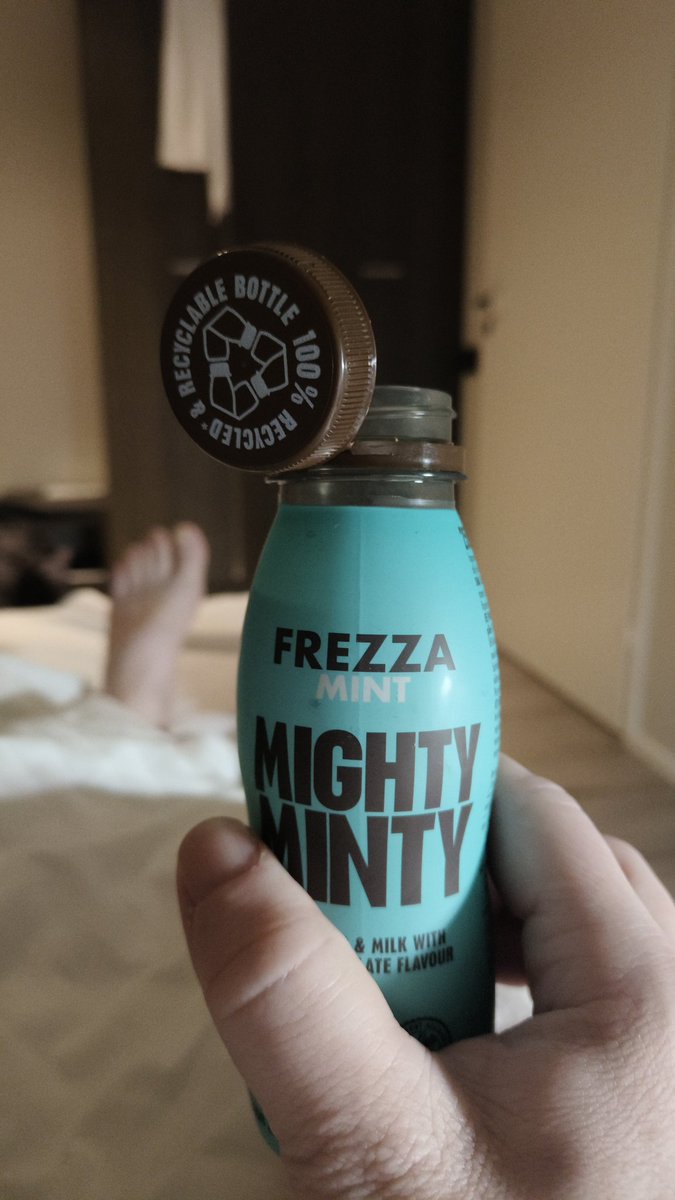 RECYCLABLE BOTTLE 100% RECYCLED* &
FREZZA
MINT
MIGHTY
MINTY
& MILK WITH
FLAVOUR